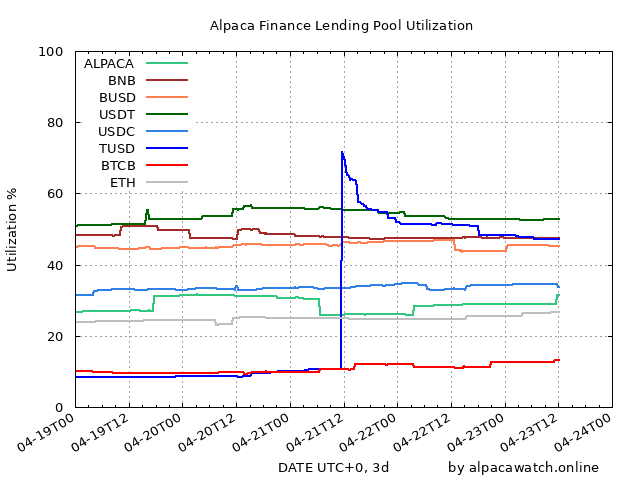 Alpaca Finance Lending Pool Utilization
Utilization %
100
80
60
40
20
0
ALPACA
BNB
BUSD
USDT
USDC
TUSD
BTCB
ETH
04-19T00
04-19T12
04-20T00
04-20T12
04-21T00
04-21T12
04-22T00
04-22T12
04-23T00
04-23T12
04-24T00
DATE UTC+0, 3d
by alpacawatch.online